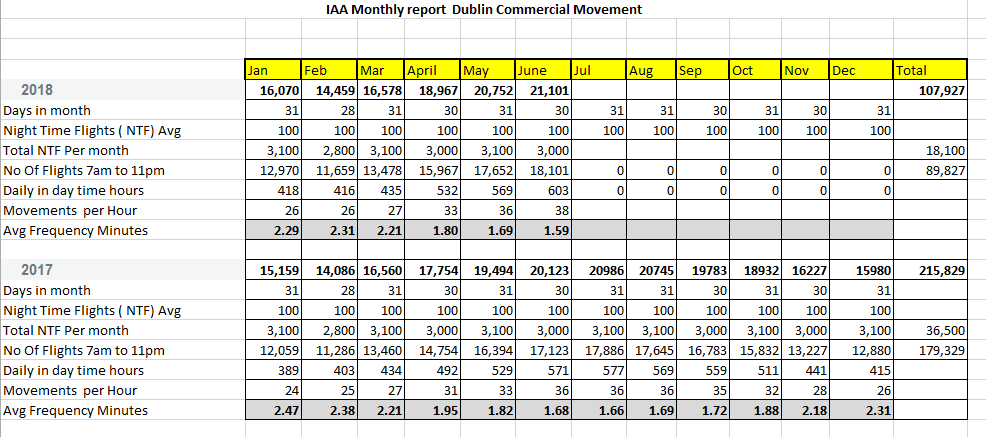 IAA Monthly report  Dublin Commercial Movement
Jan Feb Mar April May June Jul Aug Sep Oct Nov Dec Total
2018 16,070 14,459 16,578 18,967 20,752 21,101 107,927
Days in month 31 28 31 30 31 30 31 31 30 31 30 31
Night Time Flights ( NTF) Avg 100 100 100 100 100 100 100 100 100 100 100 100
Total NTF Per month 3,100 2,800 3,100 3,000 3,100 3,000 18,100
No Of Flights 7am to 11pm 12,970 11,659 13,478 15,967 17,652 18,101 0 0 0 0 0 0 89,827
Daily in day time hours 418 416 435 532 569 603 0 0 0 0 0 0
Movements  per Hour 26 26 27 33 36 38
Avg Frequency Minutes 2.29 2.31 2.21 1.80 1.69 1.59
2017 15,159 14,086 16,560 17,754 19,494 20,123 20986 20745 19783 18932 16227 15980 215,829
Days in month 31 28 31 30 31 30 31 31 30 31 30 31
Night Time Flights ( NTF) Avg 100 100 100 100 100 100 100 100 100 100 100 100
Total NTF Per month 3,100 2,800 3,100 3,000 3,100 3,000 3,100 3,100 3,000 3,100 3,000 3,100 36,500
No Of Flights 7am to 11pm 12,059 11,286 13,460 14,754 16,394 17,123 17,886 17,645 16,783 15,832 13,227 12,880 179,329
Daily in day time hours 389 403 434 492 529 571 577 569 559 511 441 415
Movements  per Hour 24 25 27 31 33 36 36 36 35 32 28 26
Avg Frequency Minutes 2.47 2.38 2.21 1.95 1.82 1.68 1.66 1.69 1.72 1.88 2.18 2.31